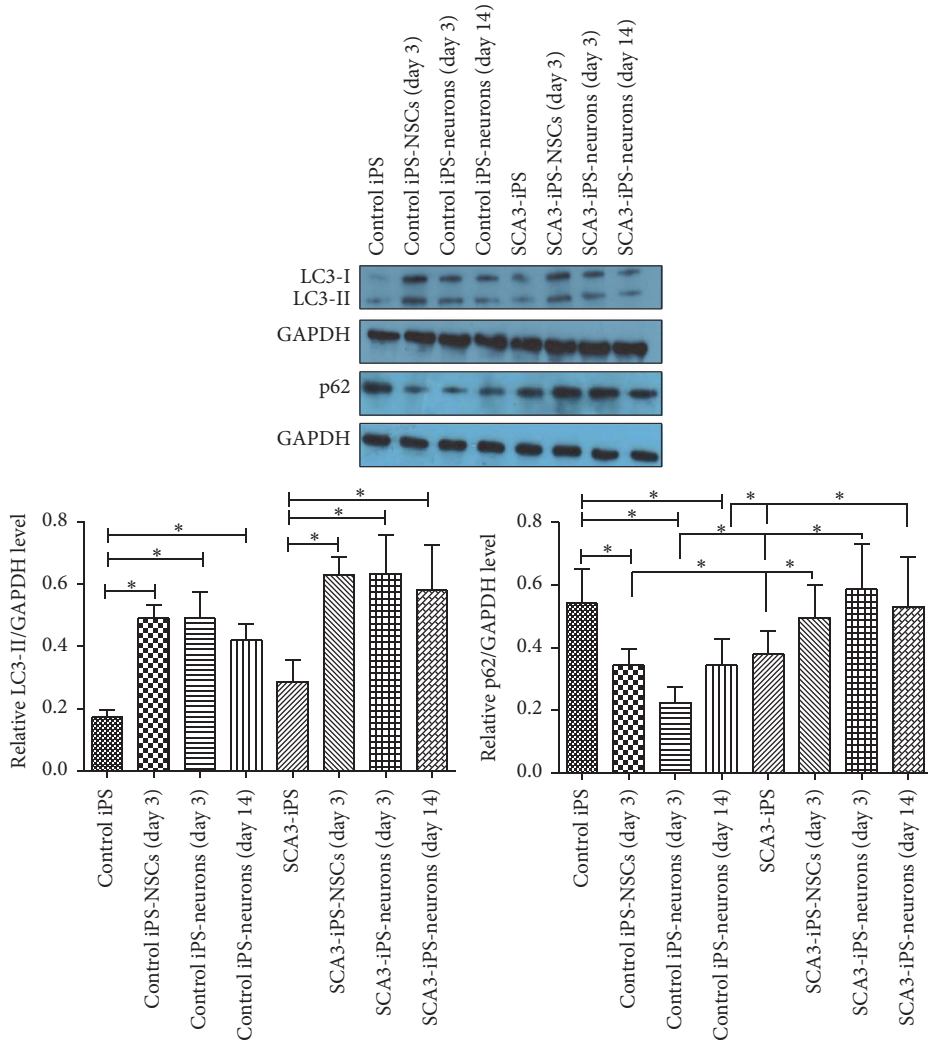 Control iPS
Control iPS-NSCs (day 3)
Control iPS-neurons (day 3)
Control iPS-neurons (day 14)
SCA3-iPS
SCA3-iPS-NSCs (day 3)
SCA3-iPS-neurons (day 3)
SCA3-iPS-neurons (day 14)
LC3-I
LC3-II
GAPDH
p62
GAPDH
Relative LC3-II/GAPDH level
0.8
0.6
0.4
0.2
0.0
*
*
*
*
*
*
Control iPS
Control iPS-NSCs (day 3)
Control iPS-neurons (day 3)
Control iPS-neurons (day 14)
SCA3-iPS
SCA3-iPS-NSCs (day 3)
SCA3-iPS-neurons (day 3)
SCA3-iPS-neurons (day 14)
Relative p62/GAPDH level
0.8
0.6
0.4
0.2
0.0
*
*
*
*
*
*
*
*
*
Control iPS
Control iPS-NSCs (day 3)
Control iPS-neurons (day 3)
Control iPS-neurons (day 14)
SCA3-iPS
SCA3-iPS-NSCs (day 3)
SCA3-iPS-neurons (day 3)
SCA3-iPS-neurons (day 14)